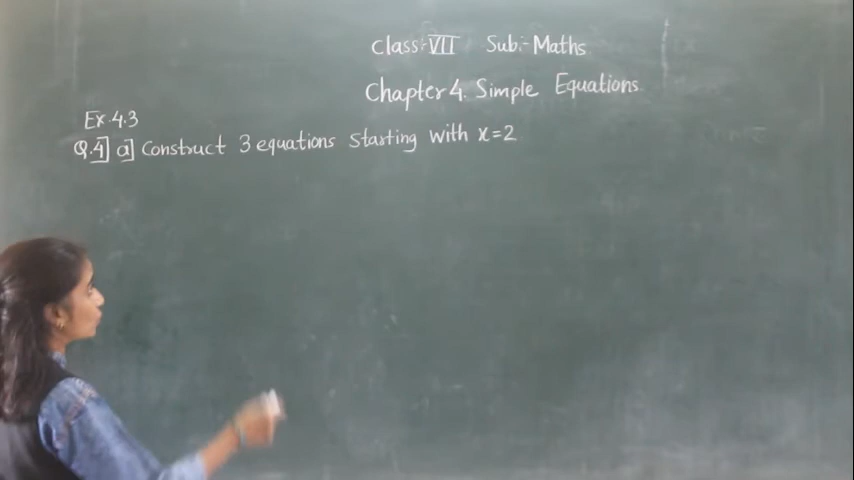 Class:-VII Sub:-Maths
Chapter 4. Simple Equations
Ex. 4.3
Q.4] a] Construct 3 equations starting with x=2